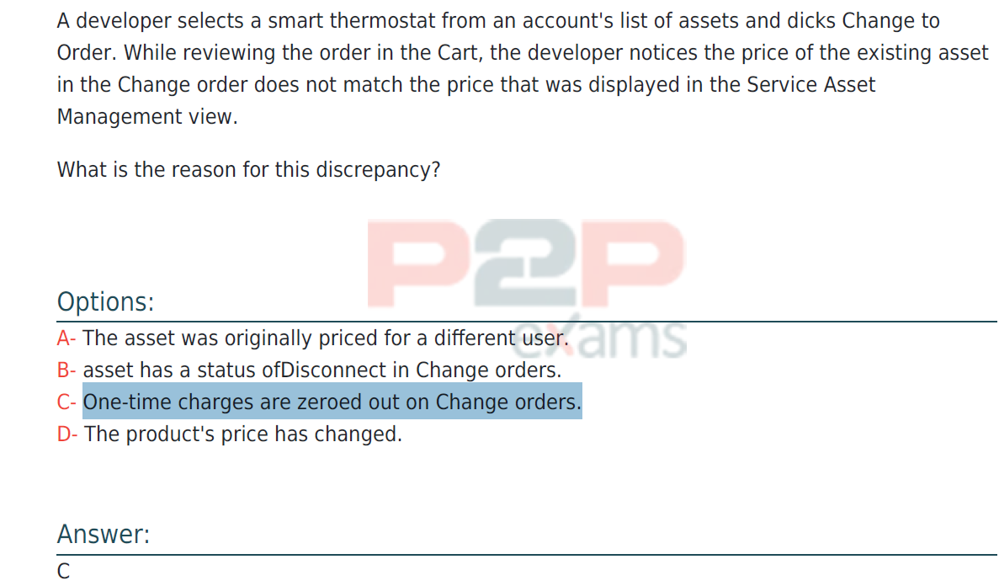 A developer selects a smart thermostat from an account's list of assets and dicks Change to
Order. While reviewing the order in the Cart, the developer notices the price of the existing asset
in the Change order does not match the price that was displayed in the Service Asset
Management view.
What is the reason for this discrepancy?
P2P
exams
Options:
A- The asset was originally priced for a different user.
B- asset has a status ofDisconnect in Change orders.
C- One-time charges are zeroed out on Change orders.
D- The product's price has changed.
Answer:
C